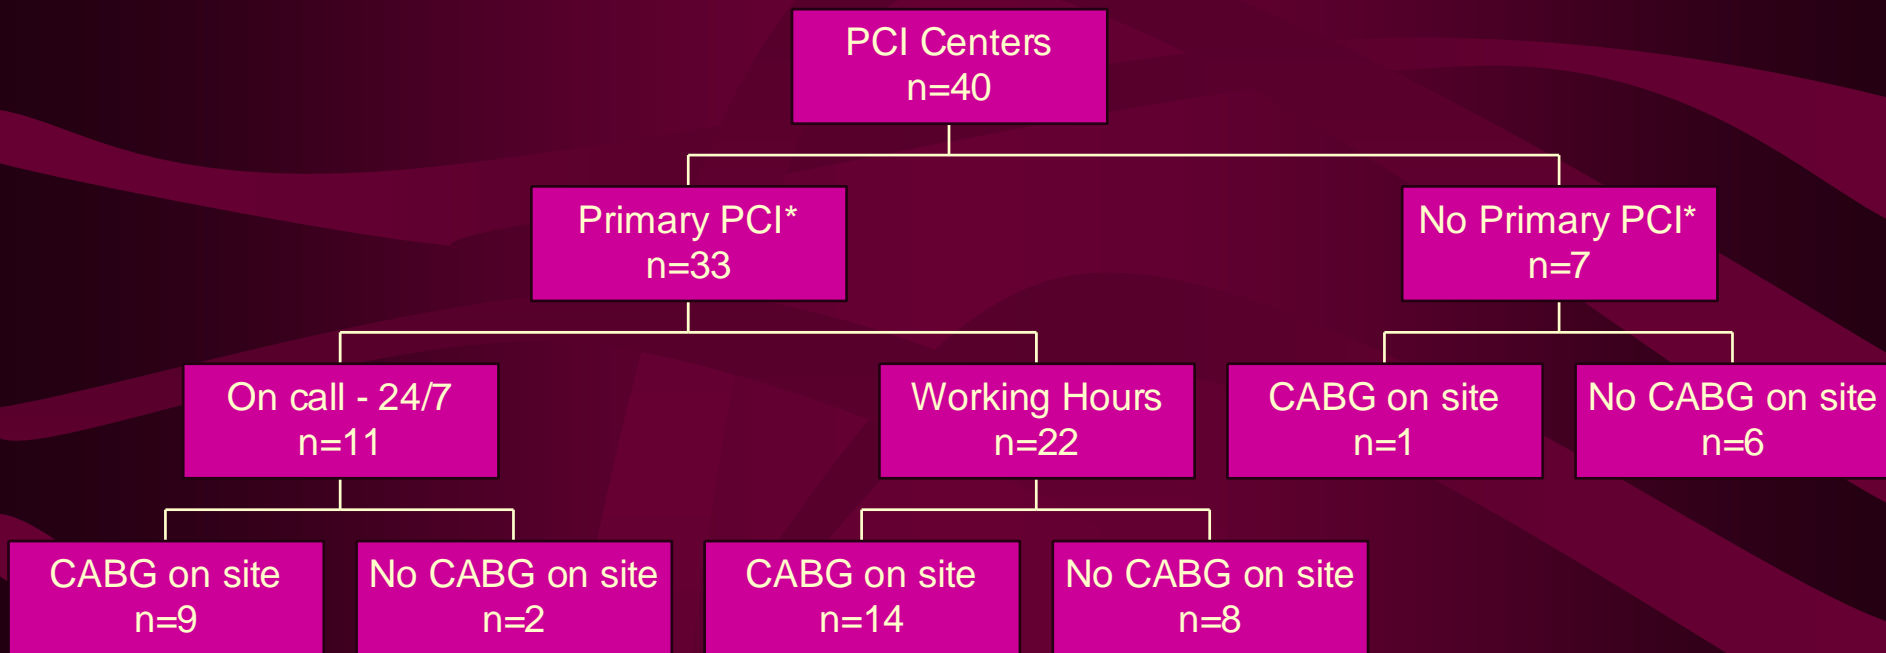 PCI Centers
n=40
Primary PCI*
n=33
No Primary PCI*
n=7
On call - 24/7
n=11
Working Hours
n=22
CABG on site
n=1
No CABG on site
n=6
CABG on site
n=9
No CABG on site
n=2
CABG on site
n=14
No CABG on site
n=8